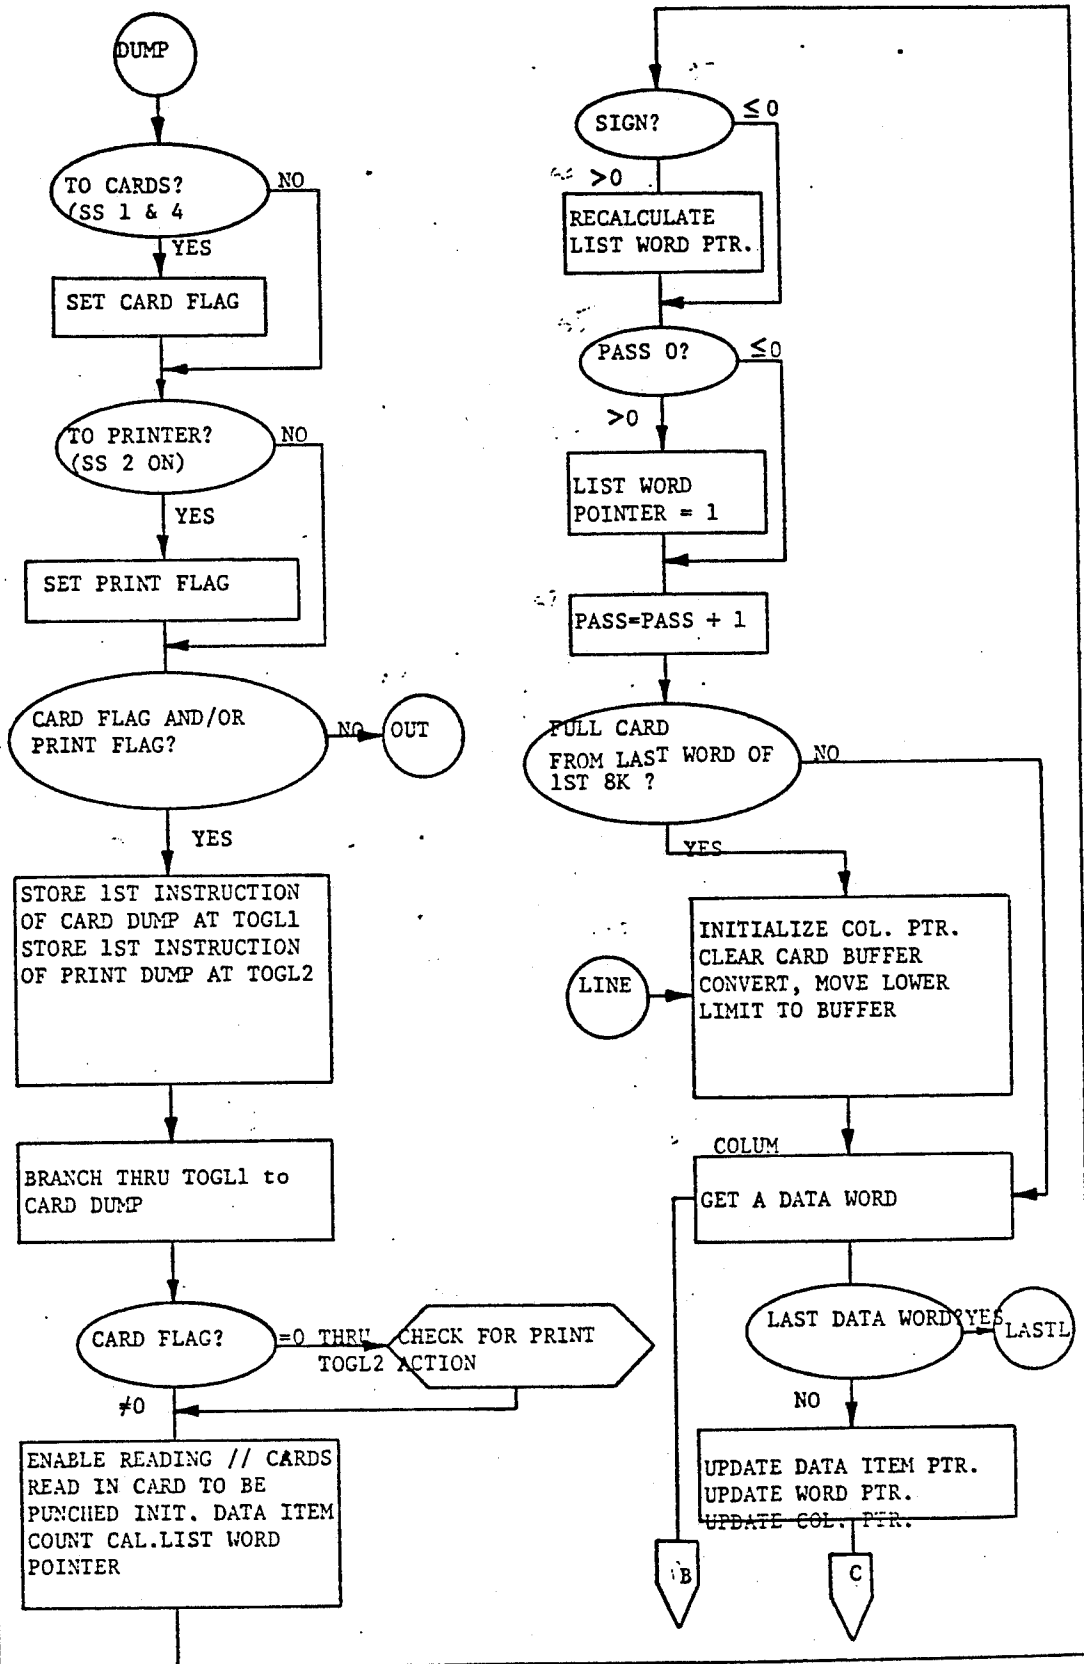 DUMP
TO CARDS?
(SS 1 & 4
NO
YES
SET CARD FLAG
TO PRINTER?
(SS 2 ON)
NO
YES
SET PRINT FLAG
CARD FLAG AND/OR
PRINT FLAG?
NO
OUT
YES
STORE 1ST INSTRUCTION
OF CARD DUMP AT TOGL1
STORE 1ST INSTRUCTION
OF PRINT DUMP AT TOGL2
BRANCH THRU TOGL1 to
CARD DUMP
CARD FLAG?
=0 THRU
TOGL2
CHECK FOR PRINT
ACTION
≠0
ENABLE READING // CARDS
READ IN CARD TO BE
PUNCHED INIT. DATA ITEM
COUNT CAL.LIST WORD
POINTER
SIGN?
≤0
>0
RECALCULATE
LIST WORD PTR.
PASS 0?
≤0
>0
LIST WORD
POINTER = 1
PASS=PASS + 1
FULL CARD
FROM LAST WORD OF
1ST 8K ?
NO
YES
INITIALIZE COL. PTR.
CLEAR CARD BUFFER
CONVERT, MOVE LOWER
LIMIT TO BUFFER
LINE
COLUM
GET A DATA WORD
LAST DATA WORD?
YES
LASTL
NO
UPDATE DATA ITEM PTR.
UPDATE WORD PTR.
UPDATE COL. PTR.
B
C